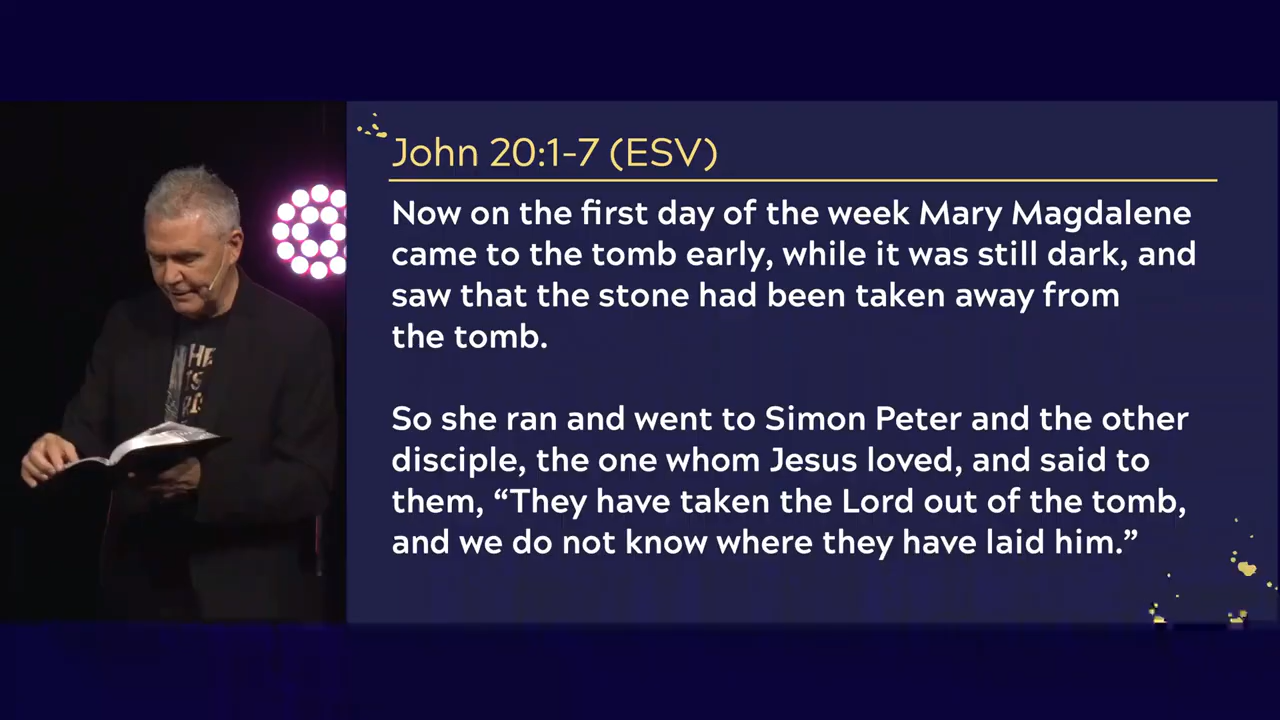 John 20:1-7 (ESV)
Now on the first day of the week Mary Magdalene
came to the tomb early, while it was still dark, and
saw that the stone had been taken away from
the tomb.
So she ran and went to Simon Peter and the other
disciple, the one whom Jesus loved, and said to
them, “They have taken the Lord out of the tomb,
and we do not know where they have laid him.”
HE
IS